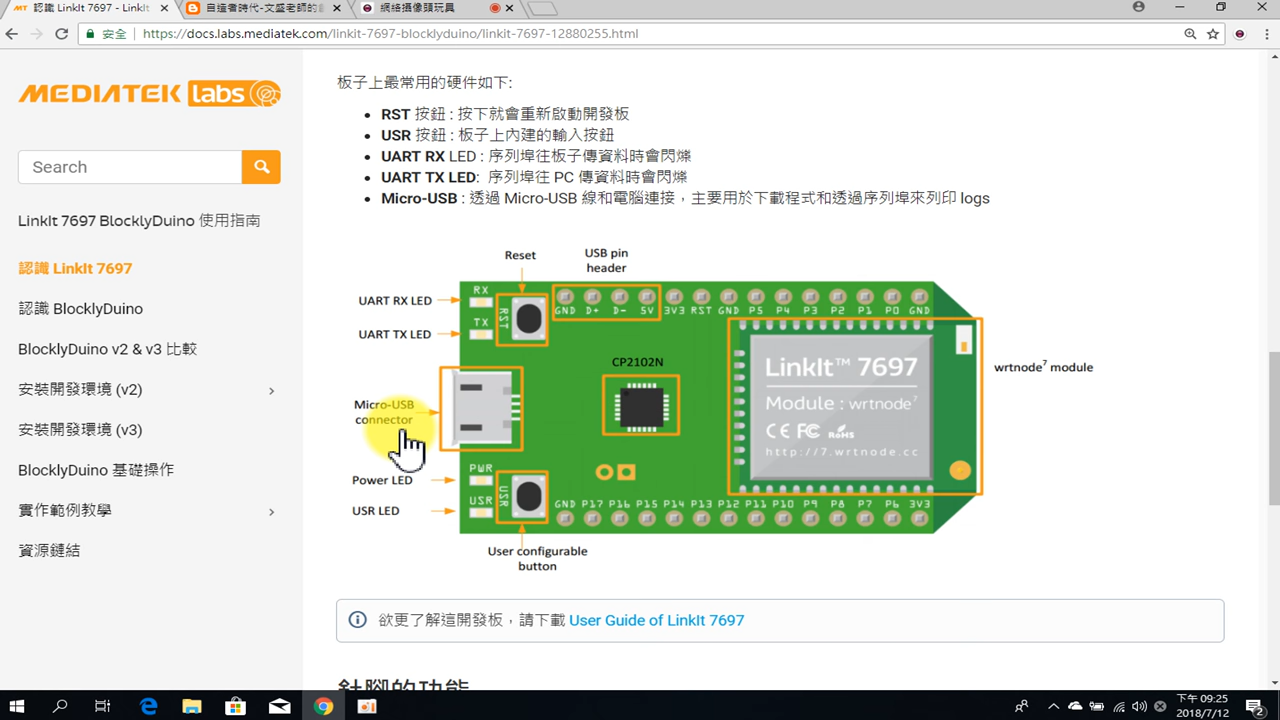 認識 LinkIt 7697 - LinkIt
自造者時代-文盛老師的
網絡攝像頭玩具
安全 https://docs.labs.mediatek.com/linkit-7697-blocklyduino/linkit-7697-12880255.html
MEDIATEK labs
Search
LinkIt 7697 BlocklyDuino 使用指南
認識 LinkIt 7697
認識 BlocklyDuino
BlocklyDuino v2 & v3 比較
安裝開發環境 (v2)
安裝開發環境 (v3)
BlocklyDuino 基礎操作
實作範例教學
資源鏈結
板子上最常用的硬件如下:
RST 按鈕 : 按下就會重新啟動開發板
USR 按鈕 : 板子上內建的輸入按鈕
UART RX LED : 序列埠往板子傳資料時會閃爍
UART TX LED: 序列埠往 PC 傳資料時會閃爍
Micro-USB : 透過 Micro-USB 線和電腦連接，主要用於下載程式和透過序列埠來列印 logs
Reset
USB pin
header
UART RX LED
UART TX LED
Micro-USB
connector
Power LED
USR LED
User configurable
button
wrtnode7 module
RX
TX
RST
GND D+ D- 5V 3V3 RST GND P5 P4 P3 P2 P1 P0 GND
CP2102N
LinkIt™ 7697
Module : wrtnode7
CE FC RoHS
http://7.wrtnode.cc
PWR
USR
USR
GND P17 P16 P15 P14 P13 P12 P11 P10 P9 P8 P7 P6 3V3
欲更了解這開發板，請下載 User Guide of LinkIt 7697
針腳的功能
下午 09:25
2018/7/12
2